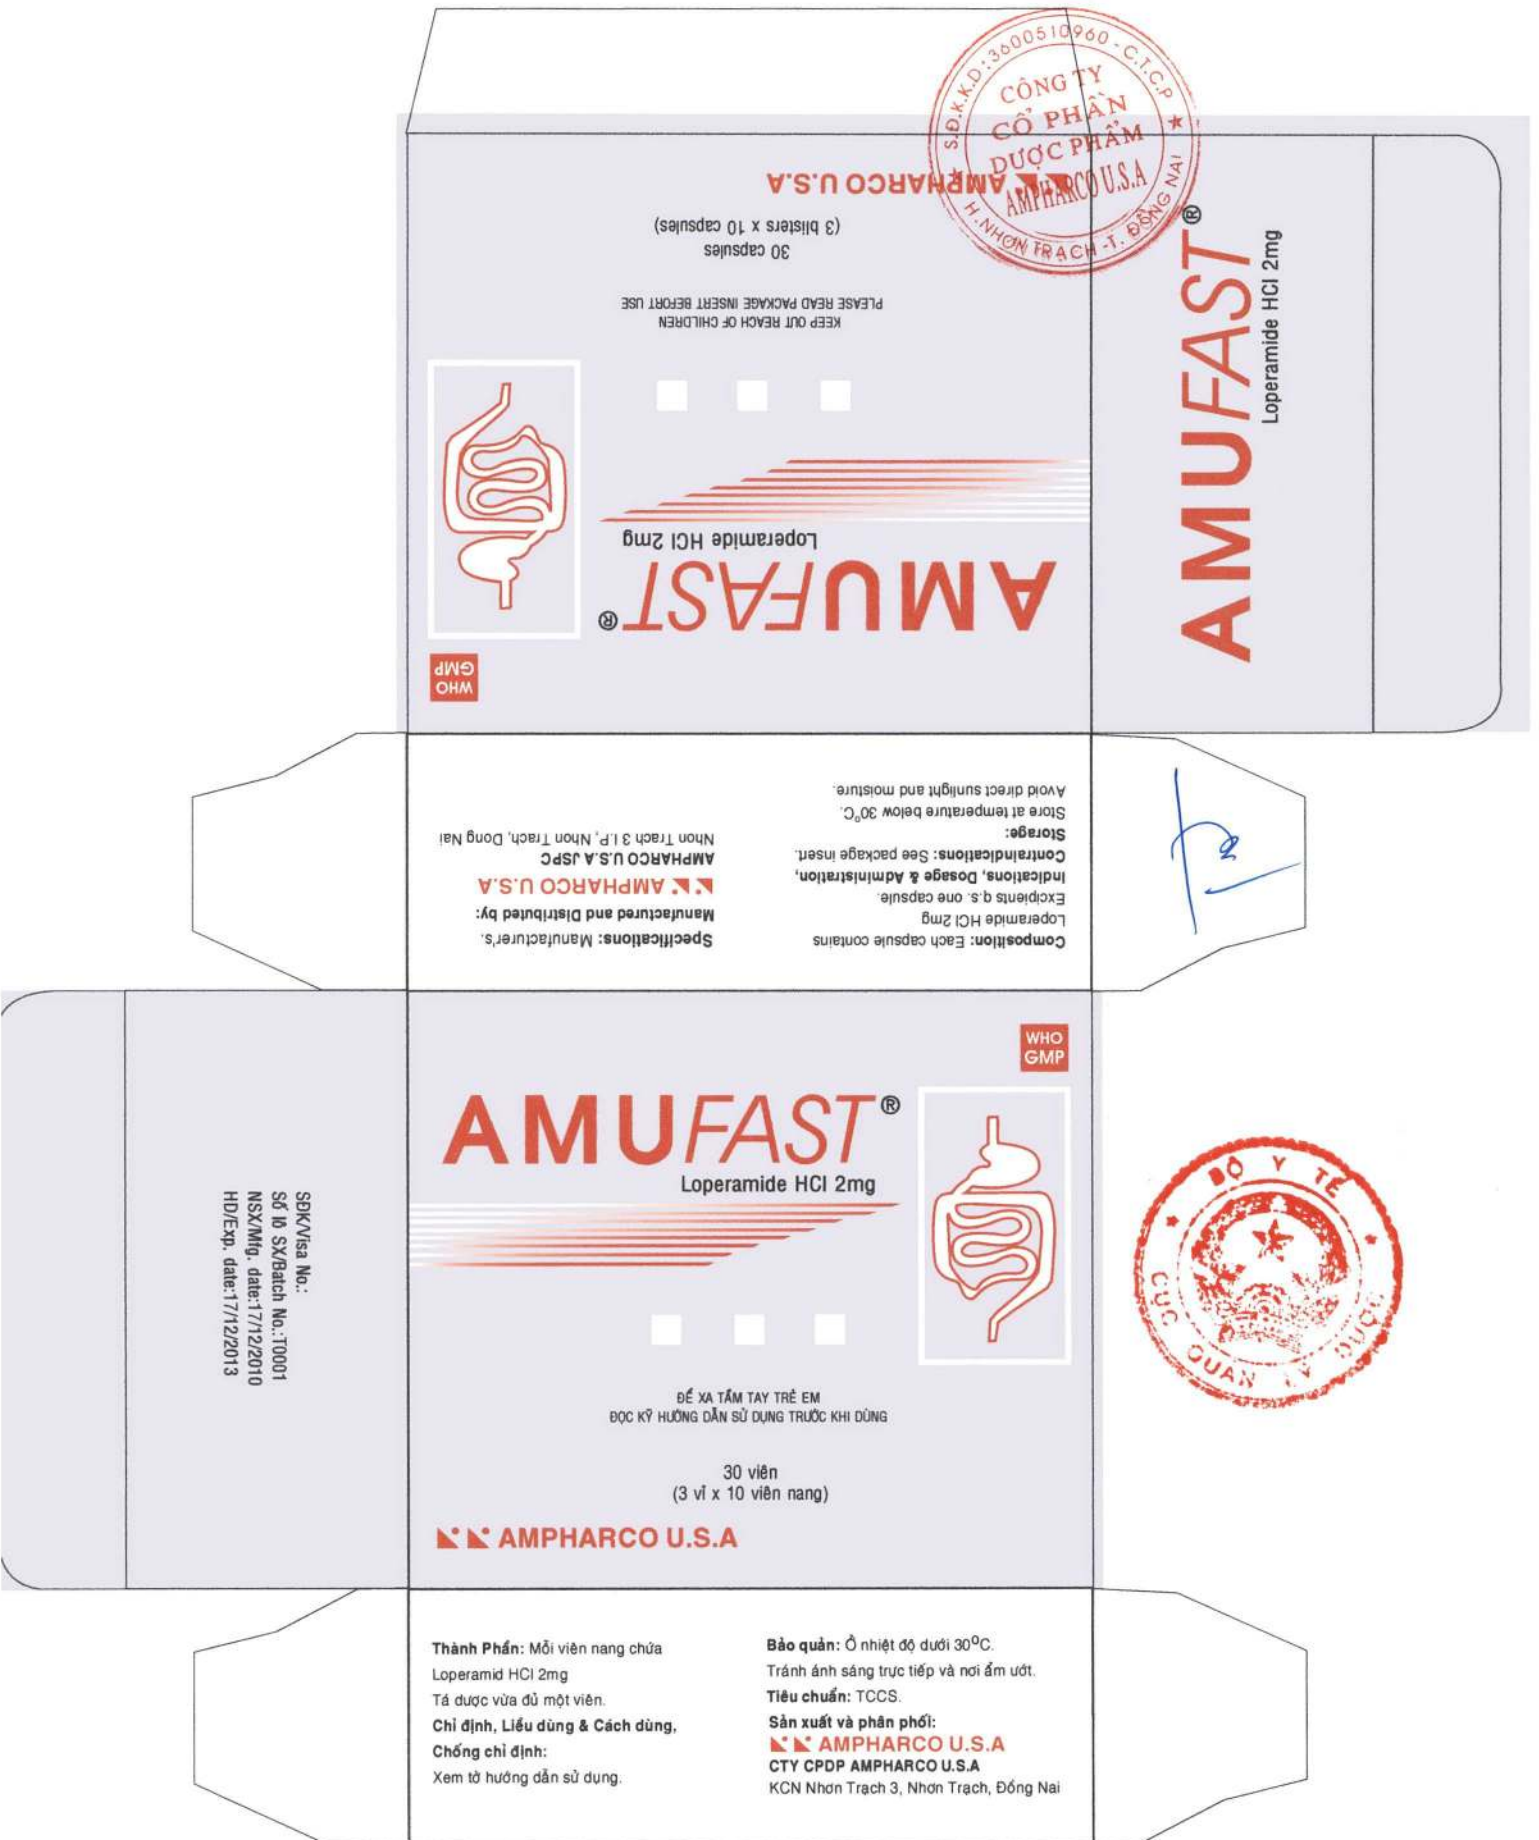 S.Đ.K.K.D:3600510960-C.T.C.P
CÔNG TY
CỔ PHẦN
DƯỢC PHẨM
AMPHARCO U.S.A
H.NHƠN TRẠCH-T. ĐỒNG NAI
WHO
GMP
AMUFAST®
Loperamide HCl 2mg
KEEP OUT REACH OF CHILDREN
PLEASE READ PACKAGE INSERT BEFORT USE
30 capsules
(3 blisters x 10 capsules)
AMPHARCO U.S.A
AMUFAST®
Loperamide HCl 2mg
Composition: Each capsule contains
Loperamide HCl 2mg
Excipients q.s. one capsule.
Indications, Dosage & Administration,
Contraindications: See package insert.
Storage:
Store at temperature below 30°C.
Avoid direct sunlight and moisture.
Specifications: Manufacturer's.
Manufactured and Distributed by:
AMPHARCO U.S.A
AMPHARCO U.S.A JSPC
Nhon Trach 3 I.P, Nhon Trach, Dong Nai
SĐK/Visa No.:
Số lô SX/Batch No.:T0001
NSX/Mfg. date:17/12/2010
HD/Exp. date:17/12/2013
WHO
GMP
AMUFAST®
Loperamide HCl 2mg
ĐỂ XA TẦM TAY TRẺ EM
ĐỌC KỸ HƯỚNG DẪN SỬ DỤNG TRƯỚC KHI DÙNG
30 viên
(3 vỉ x 10 viên nang)
AMPHARCO U.S.A
BỘ Y TẾ
CỤC QUẢN LÝ
Thành Phần: Mỗi viên nang chứa
Loperamid HCl 2mg
Tá dược vừa đủ một viên.
Chỉ định, Liều dùng & Cách dùng,
Chống chỉ định:
Xem tờ hướng dẫn sử dụng.
Bảo quản: Ở nhiệt độ dưới 30°C.
Tránh ánh sáng trực tiếp và nơi ẩm ướt.
Tiêu chuẩn: TCCS.
Sản xuất và phân phối:
AMPHARCO U.S.A
CTY CPDP AMPHARCO U.S.A
KCN Nhơn Trạch 3, Nhơn Trạch, Đồng Nai